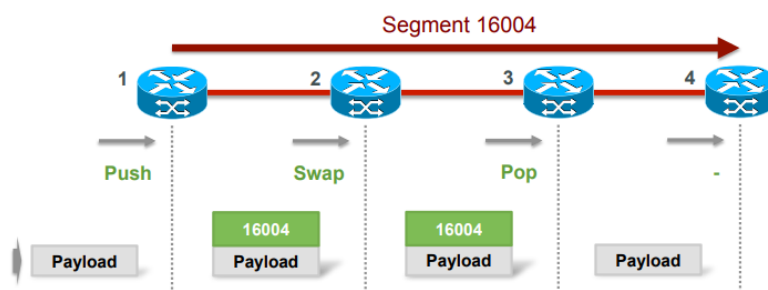 Segment 16004
1 2 3 4
Push Swap Pop -
16004 16004
Payload Payload Payload Payload